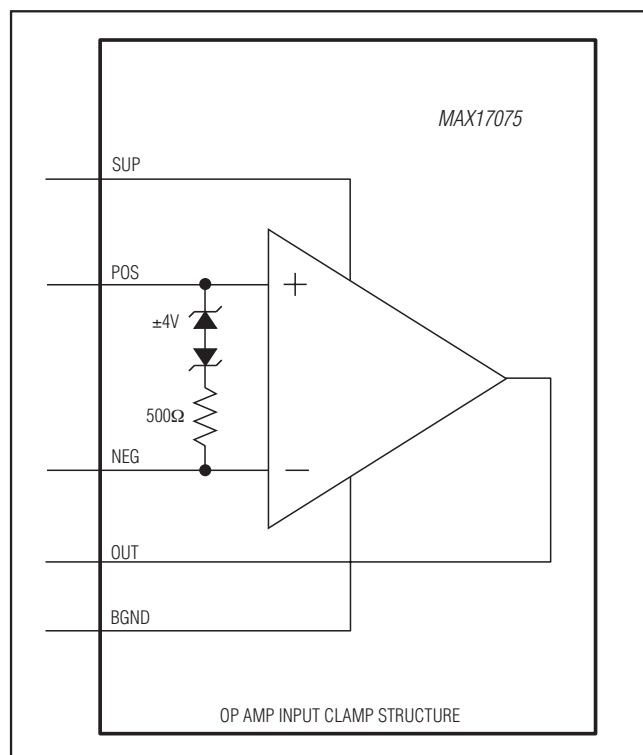 MAX17075
SUP
POS
+
±4V
500Ω
NEG
−
OUT
BGND
OP AMP INPUT CLAMP STRUCTURE